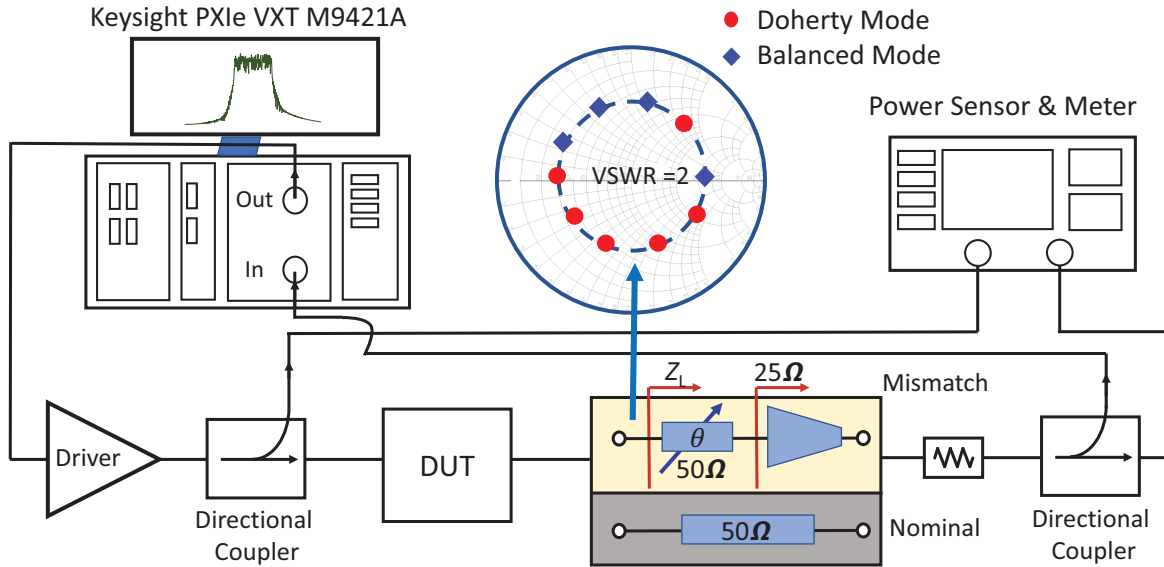 Keysight PXIe VXT M9421A
Doherty Mode
Balanced Mode
Power Sensor & Meter
Out
In
VSWR =2
Z_L
25Ω
Mismatch
Driver
DUT
θ
50Ω
Directional
Coupler
50Ω
Nominal
Directional
Coupler